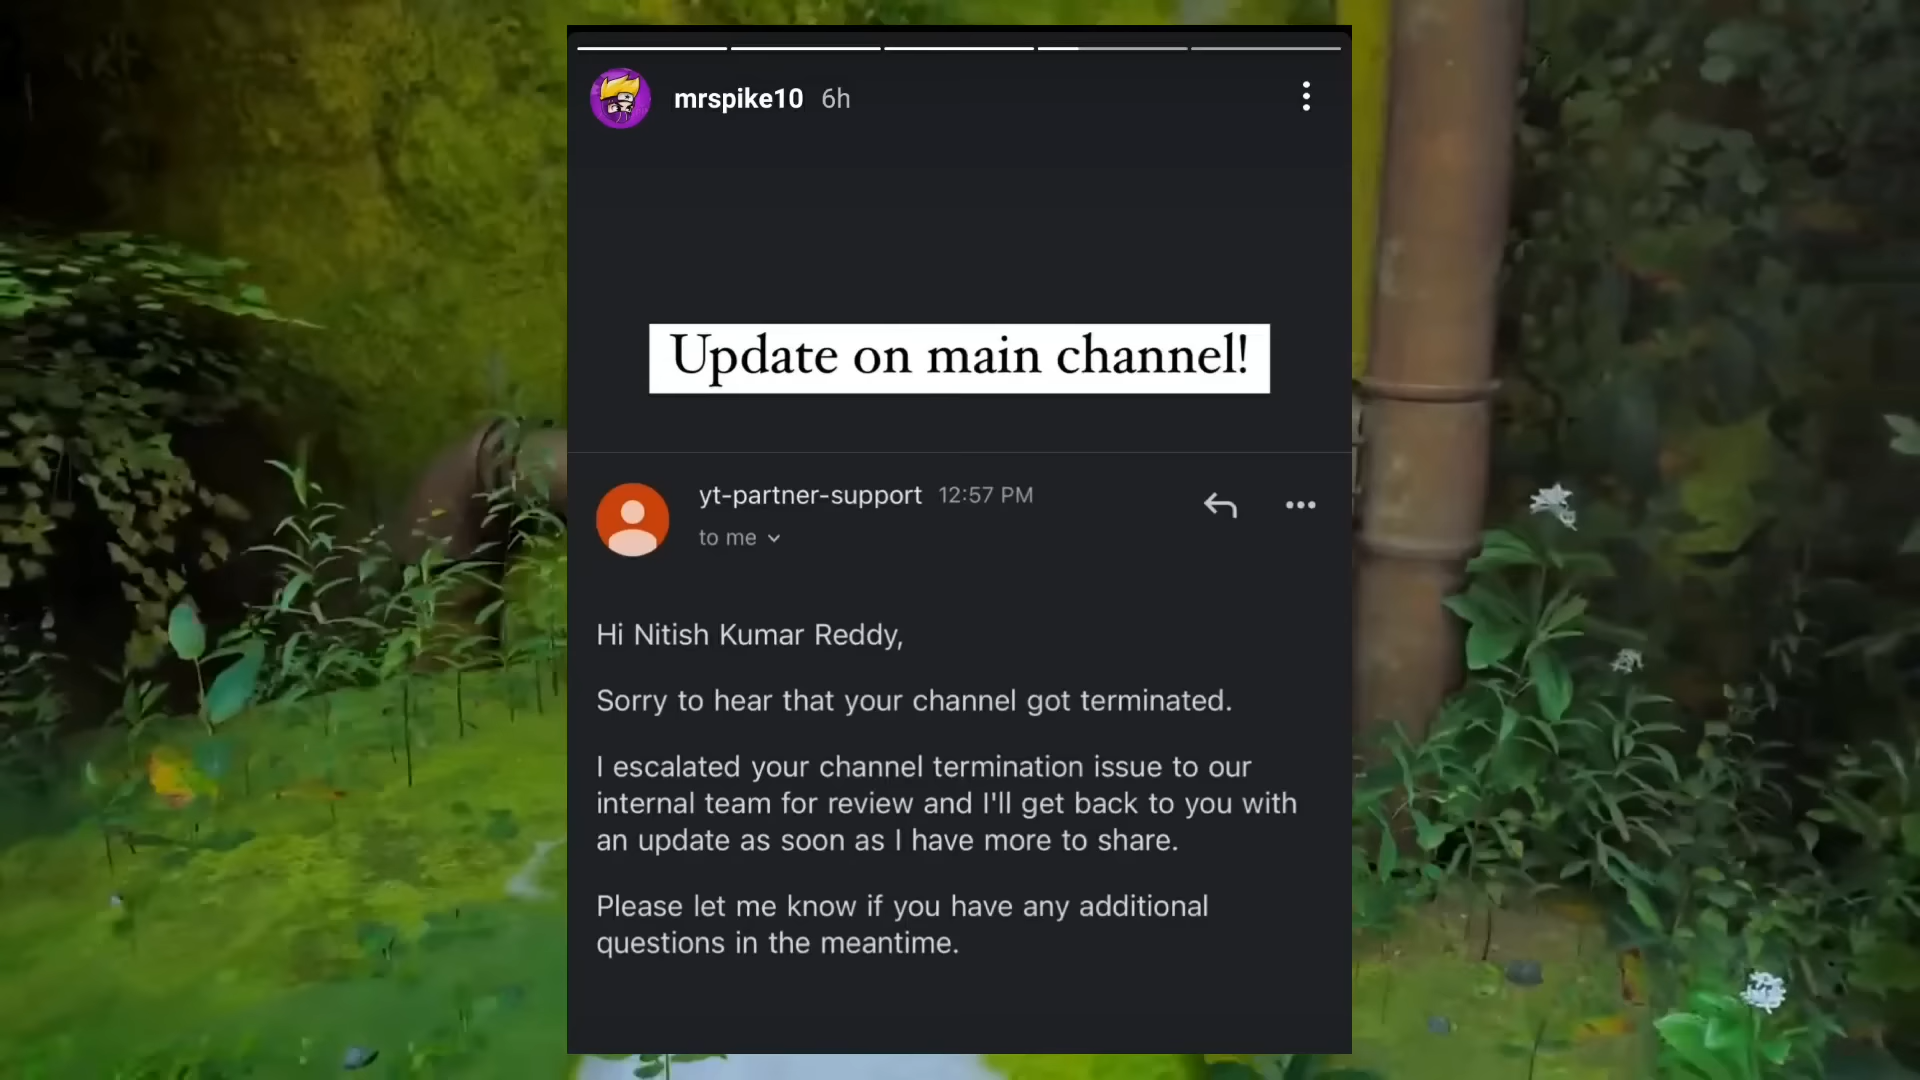 mrspike10 6h
Update on main channel!
yt-partner-support 12:57 PM
to me
Hi Nitish Kumar Reddy,
Sorry to hear that your channel got terminated.
I escalated your channel termination issue to our
internal team for review and I'll get back to you with
an update as soon as I have more to share.
Please let me know if you have any additional
questions in the meantime.